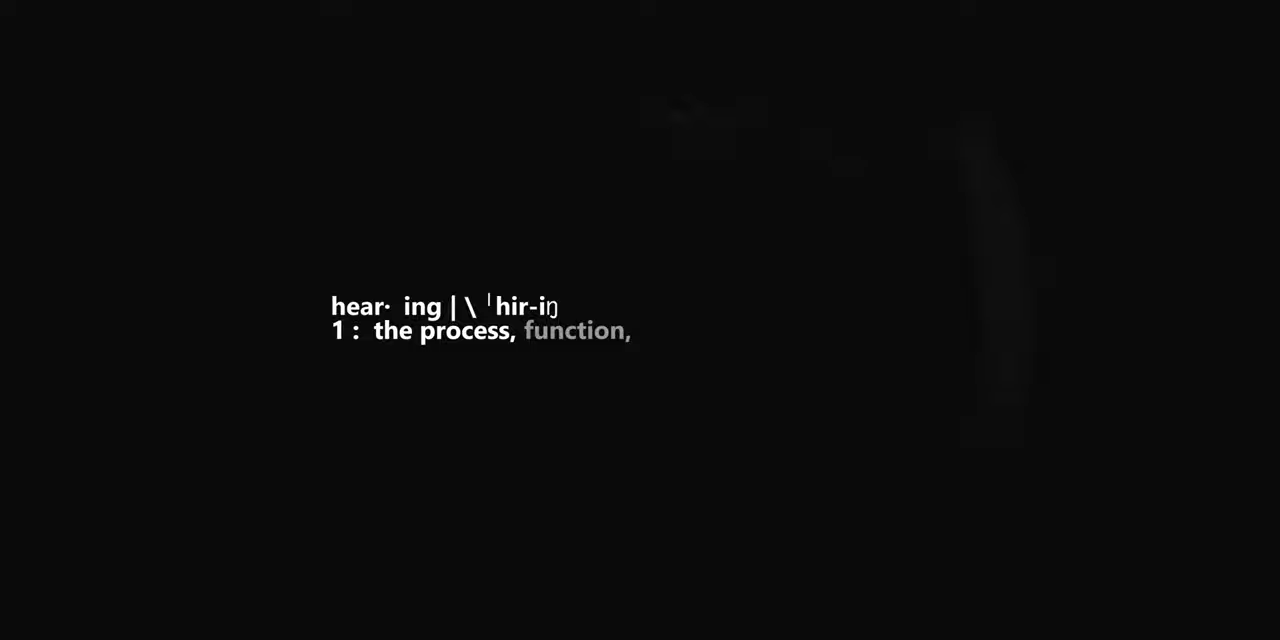 hear· ing | \ ˈhir-iŋ
1 : the process, function,